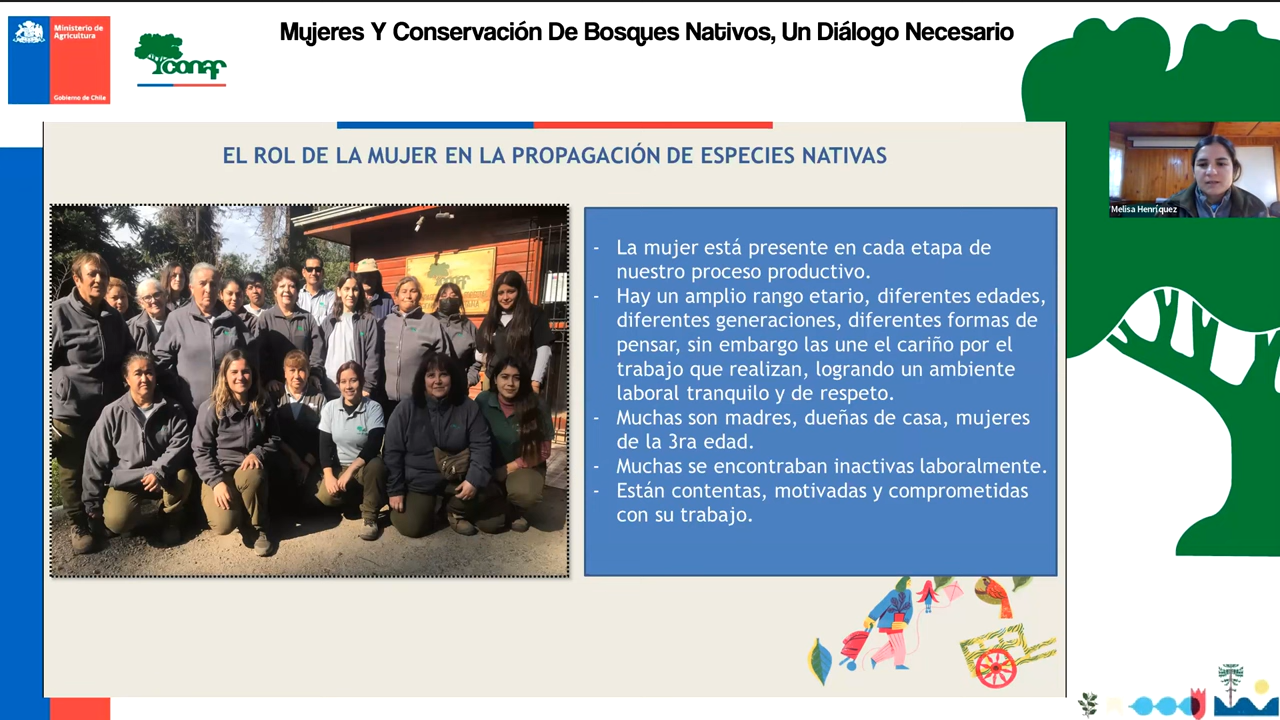 Ministerio de
Agricultura
Gobierno de Chile
conaf
Mujeres Y Conservación De Bosques Nativos, Un Diálogo Necesario
EL ROL DE LA MUJER EN LA PROPAGACIÓN DE ESPECIES NATIVAS
- La mujer está presente en cada etapa de
nuestro proceso productivo.
- Hay un amplio rango etario, diferentes edades,
diferentes generaciones, diferentes formas de
pensar, sin embargo las une el cariño por el
trabajo que realizan, logrando un ambiente
laboral tranquilo y de respeto.
- Muchas son madres, dueñas de casa, mujeres
de la 3ra edad.
- Muchas se encontraban inactivas laboralmente.
- Están contentas, motivadas y comprometidas
con su trabajo.
Melisa Henríquez